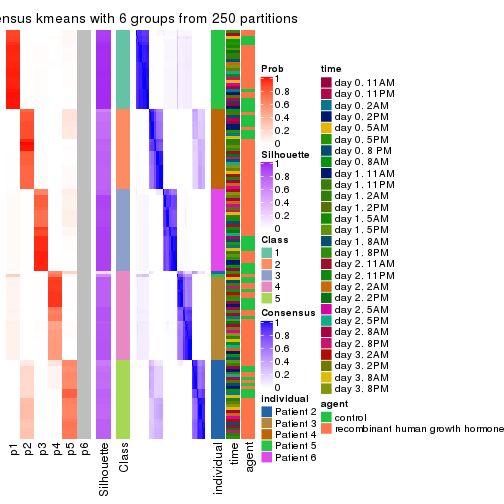 ensus kmeans with 6 groups from 250 partitions
Prob
1
0.8
0.6
0.4
0.2
0
Silhouette
1
0.8
0.6
0.4
0.2
0
Class
1
2
3
4
5
Consensus
1
0.8
0.6
0.4
0.2
0
individual
Patient 2
Patient 3
Patient 4
Patient 5
Patient 6
time
day 0. 11AM
day 0. 11PM
day 0. 2AM
day 0. 2PM
day 0. 5AM
day 0. 5PM
day 0. 8 PM
day 0. 8AM
day 1. 11AM
day 1. 11PM
day 1. 2AM
day 1. 2PM
day 1. 5AM
day 1. 5PM
day 1. 8AM
day 1. 8PM
day 2. 11AM
day 2. 11PM
day 2. 2AM
day 2. 2PM
day 2. 5AM
day 2. 5PM
day 2. 8AM
day 2. 8PM
day 3. 2AM
day 3. 2PM
day 3. 8AM
day 3. 8PM
agent
control
recombinant human growth hormone
p1
p2
p3
p4
p5
p6
Silhouette
Class
individual
time
agent